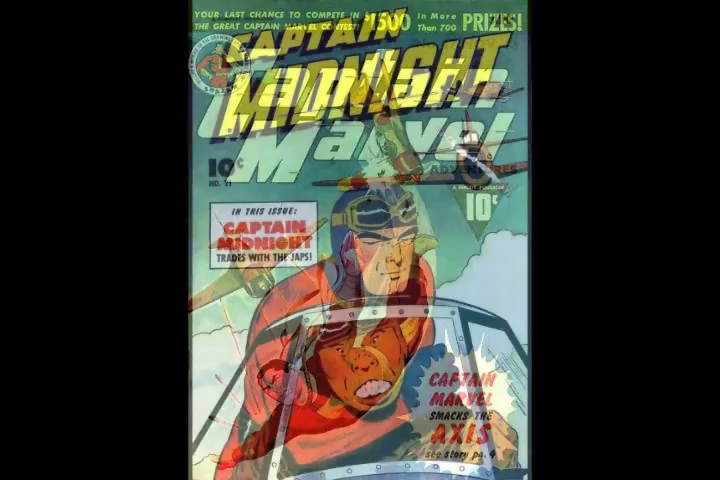 YOUR LAST CHANCE TO COMPETE IN $1500 In More PRIZES!
THE GREAT CAPTAIN MARVEL CONTEST! Than 700
CAPTAIN
MIDNIGHT
Captain
Marvel
ADVENTURES
10¢
NO. 21
10¢
IN THIS ISSUE:
CAPTAIN
MIDNIGHT
TRADES WITH THE JAPS!
CAPTAIN
MARVEL
SMACKS THE
AXIS
see story pg. 4